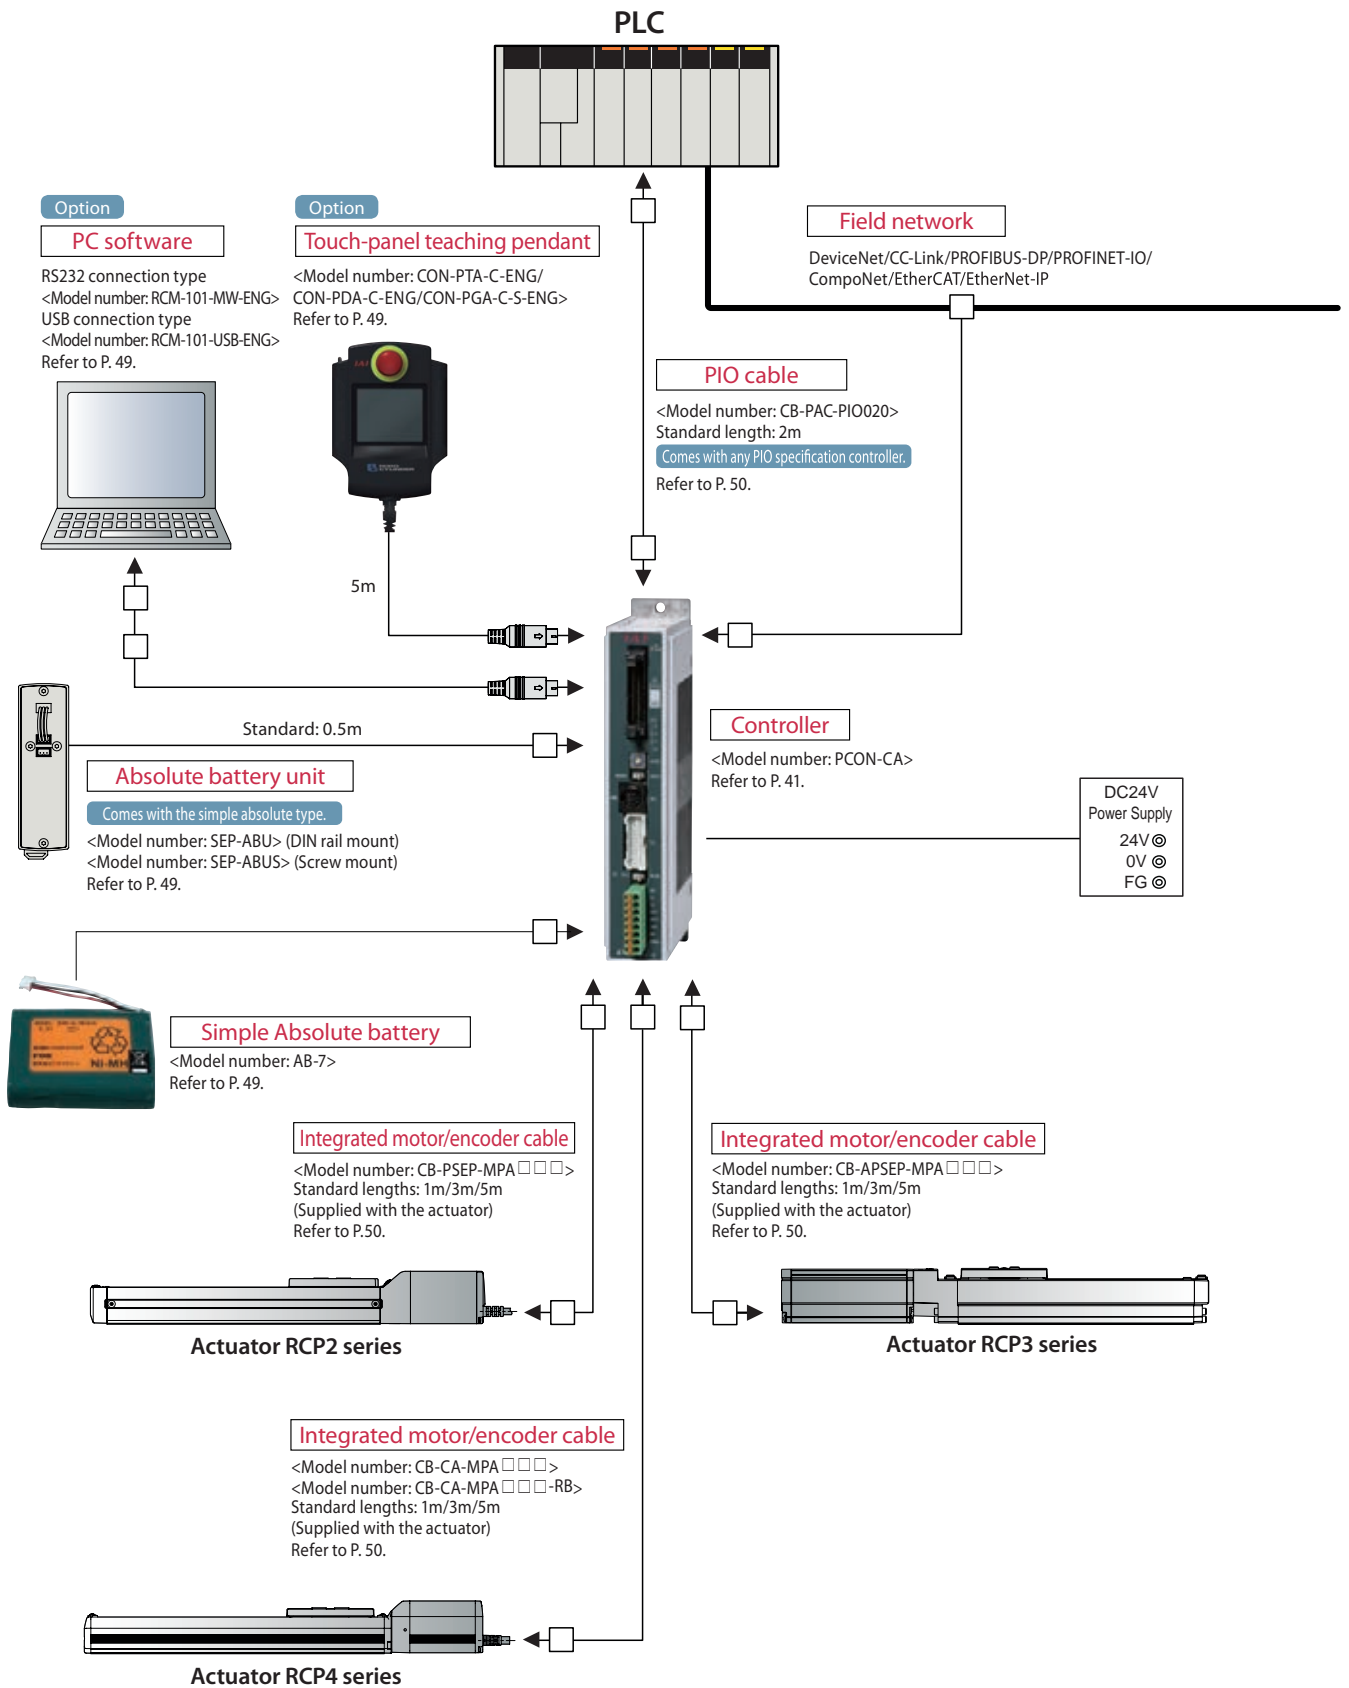 PLC
Option
PC software
RS232 connection type
<Model number: RCM-101-MW-ENG>
USB connection type
<Model number: RCM-101-USB-ENG>
Refer to P. 49.
Option
Touch-panel teaching pendant
<Model number: CON-PTA-C-ENG/
CON-PDA-C-ENG/CON-PGA-C-S-ENG>
Refer to P. 49.
Field network
DeviceNet/CC-Link/PROFIBUS-DP/PROFINET-IO/
CompoNet/EtherCAT/EtherNet-IP
PIO cable
<Model number: CB-PAC-PIO020>
Standard length: 2m
Comes with any PIO specification controller.
Refer to P. 50.
5m
IAI
IAI
Standard: 0.5m
Absolute battery unit
Comes with the simple absolute type.
<Model number: SEP-ABU> (DIN rail mount)
<Model number: SEP-ABUS> (Screw mount)
Refer to P. 49.
Controller
<Model number: PCON-CA>
Refer to P. 41.
DC24V
Power Supply
24V
0V
FG
Simple Absolute battery
<Model number: AB-7>
Refer to P. 49.
Ni-MH
Integrated motor/encoder cable
<Model number: CB-PSEP-MPA□□□>
Standard lengths: 1m/3m/5m
(Supplied with the actuator)
Refer to P.50.
Integrated motor/encoder cable
<Model number: CB-APSEP-MPA□□□>
Standard lengths: 1m/3m/5m
(Supplied with the actuator)
Refer to P. 50.
Actuator RCP2 series
Actuator RCP3 series
Integrated motor/encoder cable
<Model number: CB-CA-MPA□□□>
<Model number: CB-CA-MPA□□□-RB>
Standard lengths: 1m/3m/5m
(Supplied with the actuator)
Refer to P. 50.
Actuator RCP4 series